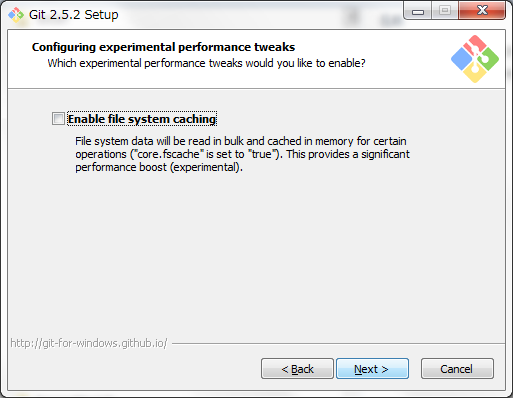 Git 2.5.2 Setup
Configuring experimental performance tweaks
Which experimental performance tweaks would you like to enable?
Enable file system caching
File system data will be read in bulk and cached in memory for certain
operations ("core.fscache" is set to "true"). This provides a significant
performance boost (experimental).
http://git-for-windows.github.io/
< Back
Next >
Cancel